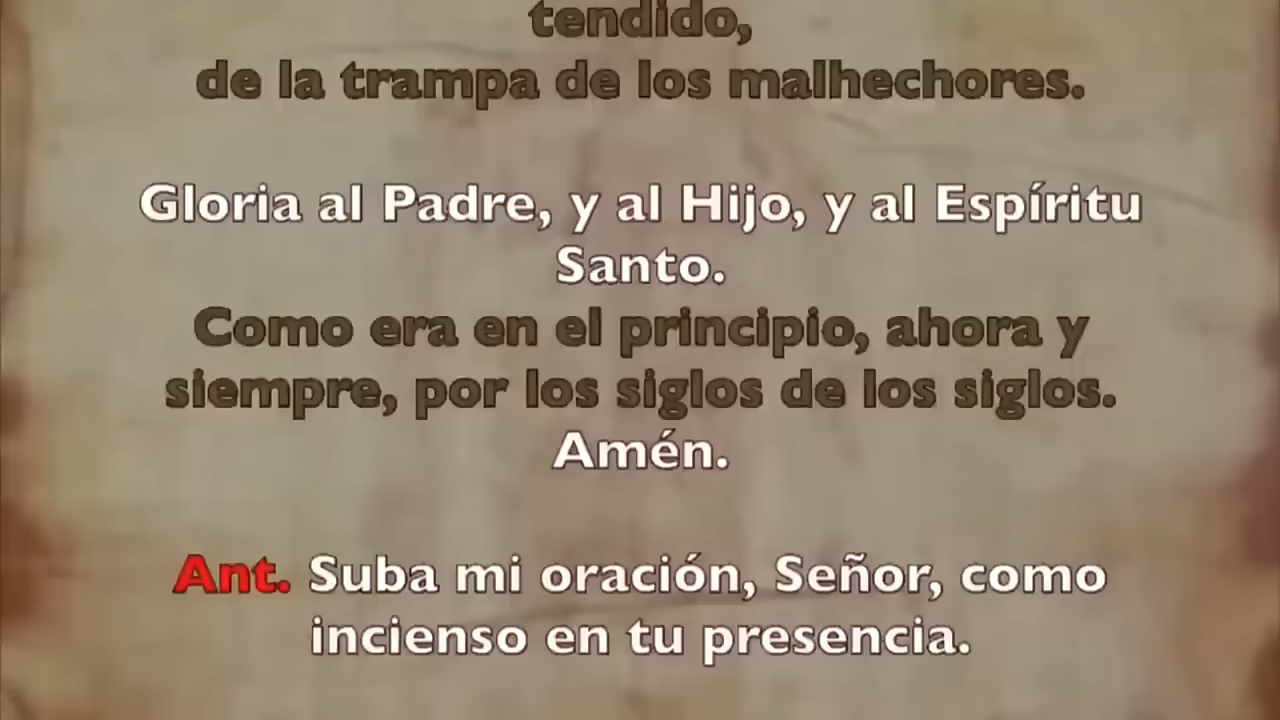 tendido,
de la trampa de los malhechores.
Gloria al Padre, y al Hijo, y al Espíritu
Santo.
Como era en el principio, ahora y
siempre, por los siglos de los siglos.
Amén.
Ant. Suba mi oración, Señor, como
incienso en tu presencia.